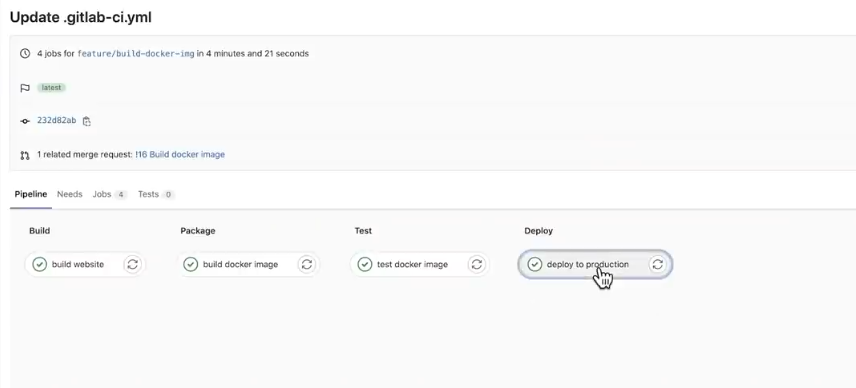 Update .gitlab-ci.yml
4 jobs for feature/build-docker-img in 4 minutes and 21 seconds
latest
232d82ab
1 related merge request: !16 Build docker image
Pipeline Needs Jobs 4 Tests 0
Build Package Test Deploy
build website build docker image test docker image deploy to production